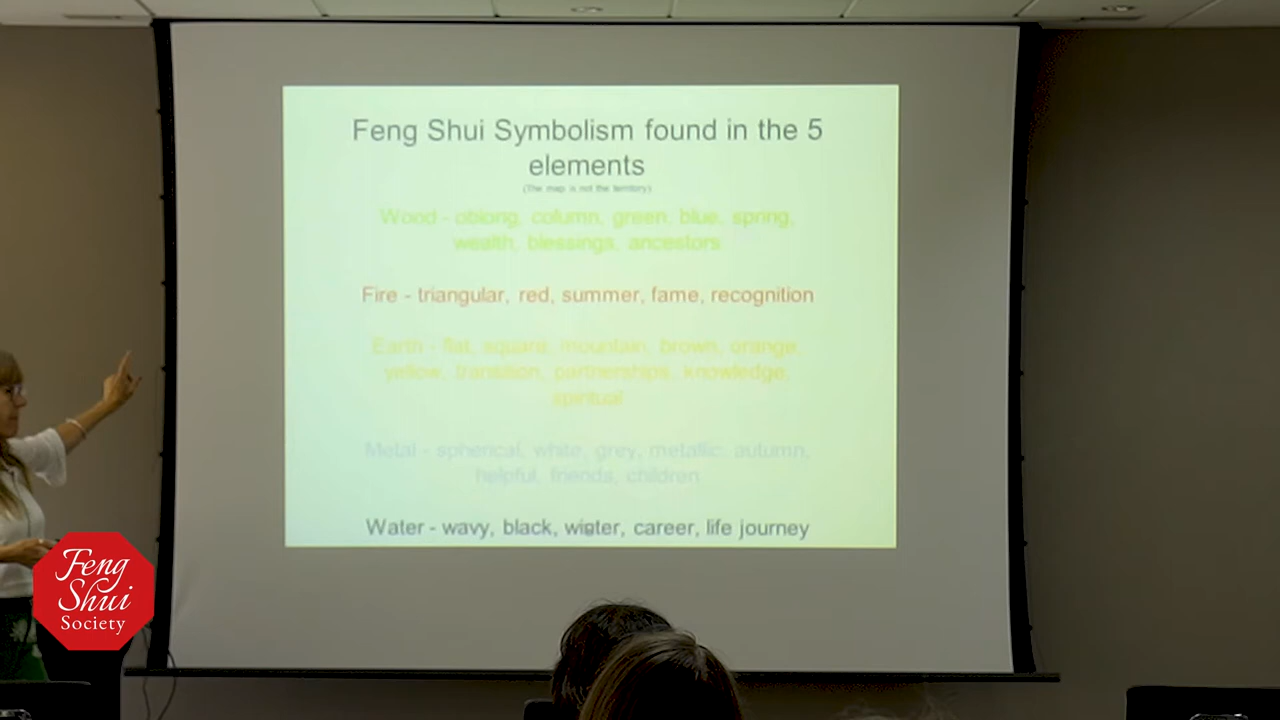 Feng Shui Symbolism found in the 5
elements
(The map is not the territory)
Wood - oblong, column, green, blue, spring,
wealth, blessings, ancestors
Fire - triangular, red, summer, fame, recognition
Earth - flat, square, mountain, brown, orange,
yellow, transition, partnerships, knowledge,
spiritual
Metal - spherical, white, grey, metallic, autumn,
helpful, friends, children
Water - wavy, black, winter, career, life journey
Feng
Shui
Society